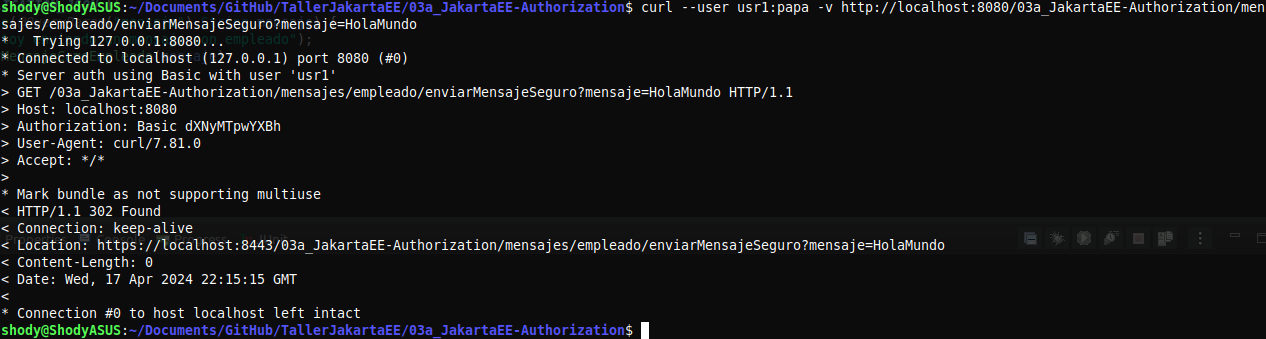 shody@ShodyASUS:~/Documents/GitHub/TallerJakartaEE/03a_JakartaEE-Authorization$ curl --user usr1:papa -v http://localhost:8080/03a_JakartaEE-Authorization/men
sajes/empleado/enviarMensajeSeguro?mensaje=HolaMundo
*   Trying 127.0.0.1:8080...
* Connected to localhost (127.0.0.1) port 8080 (#0)
* Server auth using Basic with user 'usr1'
> GET /03a_JakartaEE-Authorization/mensajes/empleado/enviarMensajeSeguro?mensaje=HolaMundo HTTP/1.1
> Host: localhost:8080
> Authorization: Basic dXNyMTpwYXBh
> User-Agent: curl/7.81.0
> Accept: */*
>
* Mark bundle as not supporting multiuse
< HTTP/1.1 302 Found
< Connection: keep-alive
< Location: https://localhost:8443/03a_JakartaEE-Authorization/mensajes/empleado/enviarMensajeSeguro?mensaje=HolaMundo
< Content-Length: 0
< Date: Wed, 17 Apr 2024 22:15:15 GMT
<
* Connection #0 to host localhost left intact
shody@ShodyASUS:~/Documents/GitHub/TallerJakartaEE/03a_JakartaEE-Authorization$